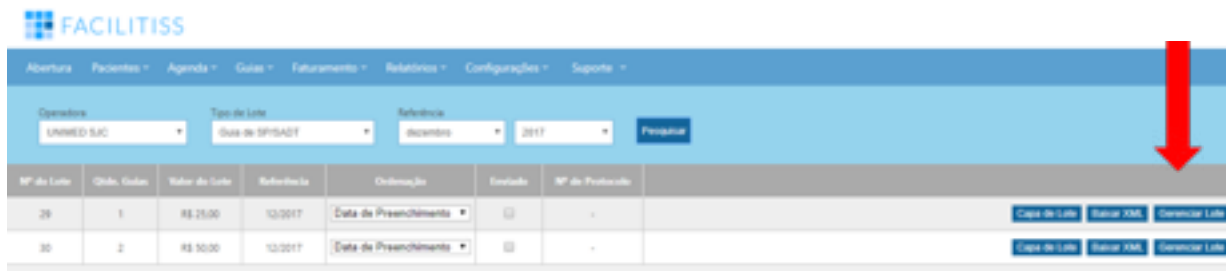 FACILITISS
Abertura Pacientes Agenda Guias Faturamento Relatórios Configurações Suporte
Operadora Tipo de Lote Referência
UNIMED SJC Guia de SP/SADT dezembro 2017 Pesquisar
Nº do Lote Qtde. Guias Valor do Lote Referência Ordenação Enviado Nº do Protocolo
29 1 R$ 25,00 12/2017 Data de Preenchimento - Capa de Lote Baixar XML Gerenciar Lote
30 2 R$ 50,00 12/2017 Data de Preenchimento - Capa de Lote Baixar XML Gerenciar Lote